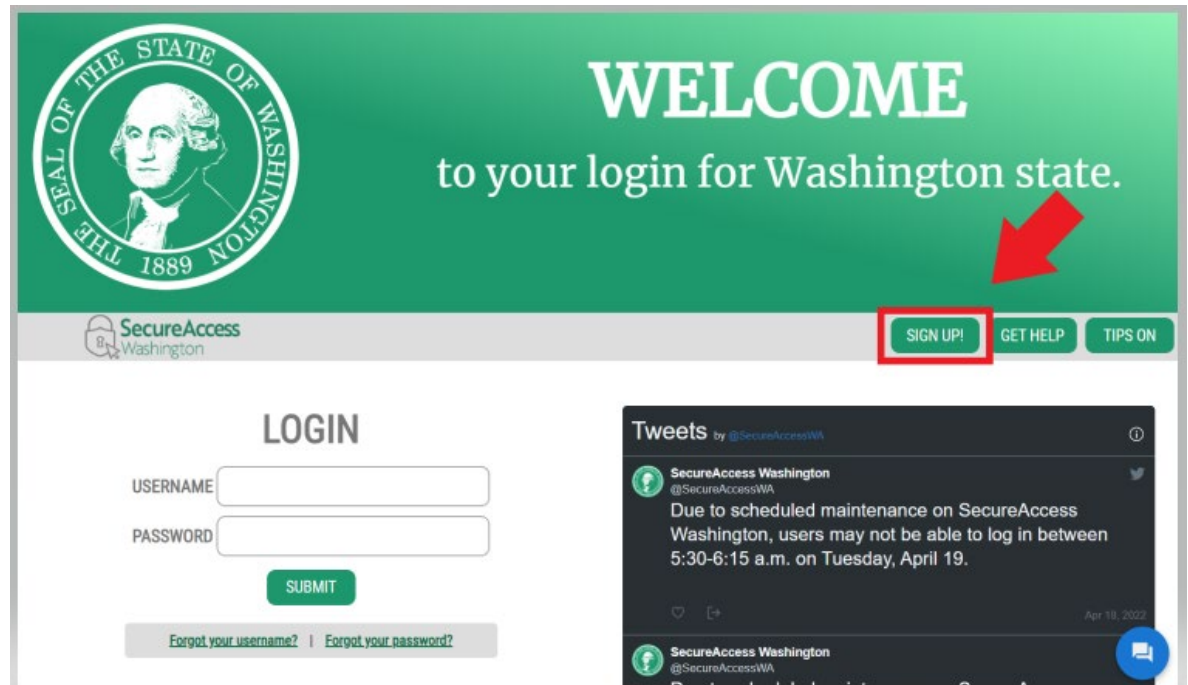 THE SEAL OF THE STATE OF WASHINGTON
1889
WELCOME
to your login for Washington state.
SecureAccess
Washington
SIGN UP!
GET HELP
TIPS ON
LOGIN
USERNAME
PASSWORD
SUBMIT
Forgot your username? | Forgot your password?
Tweets by @SecureAccessWA
SecureAccess Washington
@SecureAccessWA
Due to scheduled maintenance on SecureAccess
Washington, users may not be able to log in between
5:30-6:15 a.m. on Tuesday, April 19.
Apr 18, 2022
SecureAccess Washington
@SecureAccessWA